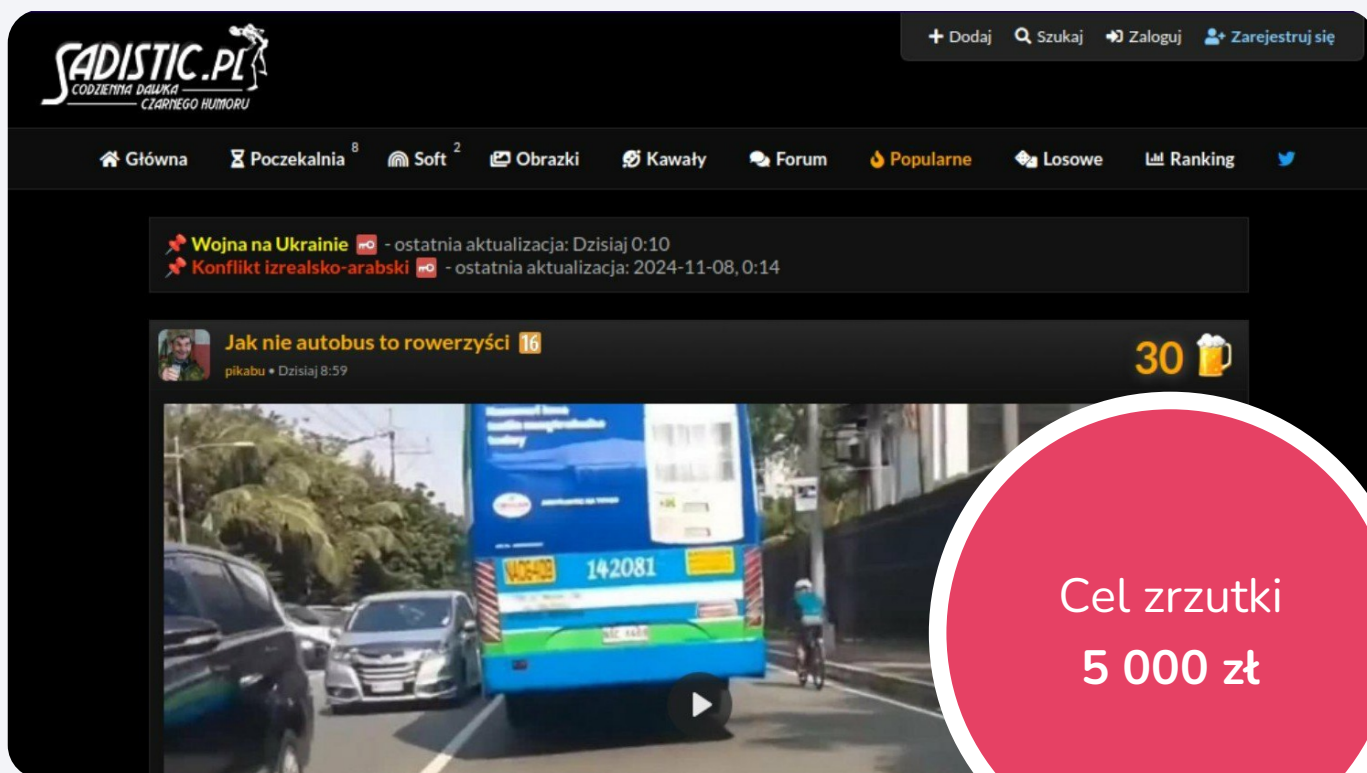 SADISTIC.PL
CODZIENNA DAWKA
CZARNEGO HUMORU
Dodaj Szukaj Zaloguj Zarejestruj się
Główna Poczekalnia 8 Soft 2 Obrazki Kawały Forum Popularne Losowe Ranking
Wojna na Ukrainie - ostatnia aktualizacja: Dzisiaj 0:10
Konflikt izrealsko-arabski - ostatnia aktualizacja: 2024-11-08, 0:14
Jak nie autobus to rowerzyści 16
pikabu • Dzisiaj 8:59
30
142081
Cel zrzutki
5 000 zł